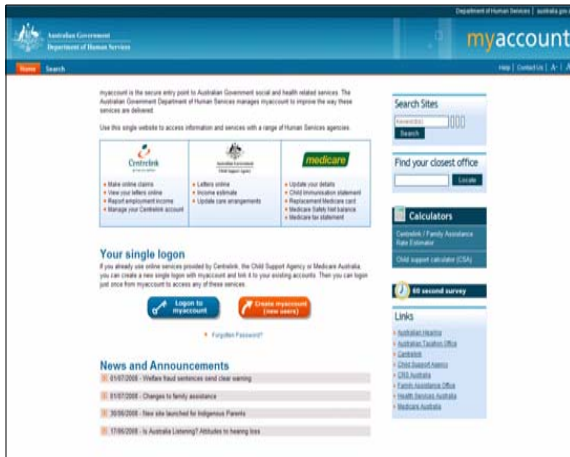 Department of Human Services | australia.gov.a
Australian Government
Department of Human Services
myaccount
Home Search
Help | Contact Us | A- | A
myaccount is the secure entry point to Australian Government social and health related services. The
Australian Government Department of Human Services manages myaccount to improve the way these
services are delivered.
Use this single website to access information and services with a range of Human Services agencies.
Centrelink
Australian Government
Child Support Agency
medicare
Make online claims
View your letters online
Report employment income
Manage your Centrelink account
Letters online
Income estimate
Update care arrangements
Update your details
Child Immunisation statement
Replacement Medicare card
Medicare Safety Net balance
Medicare tax statement
Your single logon
If you already use online services provided by Centrelink, the Child Support Agency or Medicare Australia,
you can create a new single logon with myaccount and link it to your existing accounts. Then you can logon
just once from myaccount to access any of these services.
Logon to
myaccount
Create myaccount
(new users)
Forgotten Password?
News and Announcements
01/07/2008 - Welfare fraud sentences send clear warning
01/07/2008 - Changes to family assistance
30/06/2008 - New site launched for Indigenous Parents
17/06/2008 - Is Australia Listening? Attitudes to hearing loss
Search Sites
Keyword(s)
Search
Find your closest office
Locate
Calculators
Centrelink / Family Assistance
Rate Estimator
Child support calculator (CSA)
60 second survey
Links
Australian Hearing
Australian Taxation Office
Centrelink
Child Support Agency
CRS Australia
Family Assistance Office
Health Services Australia
Medicare Australia